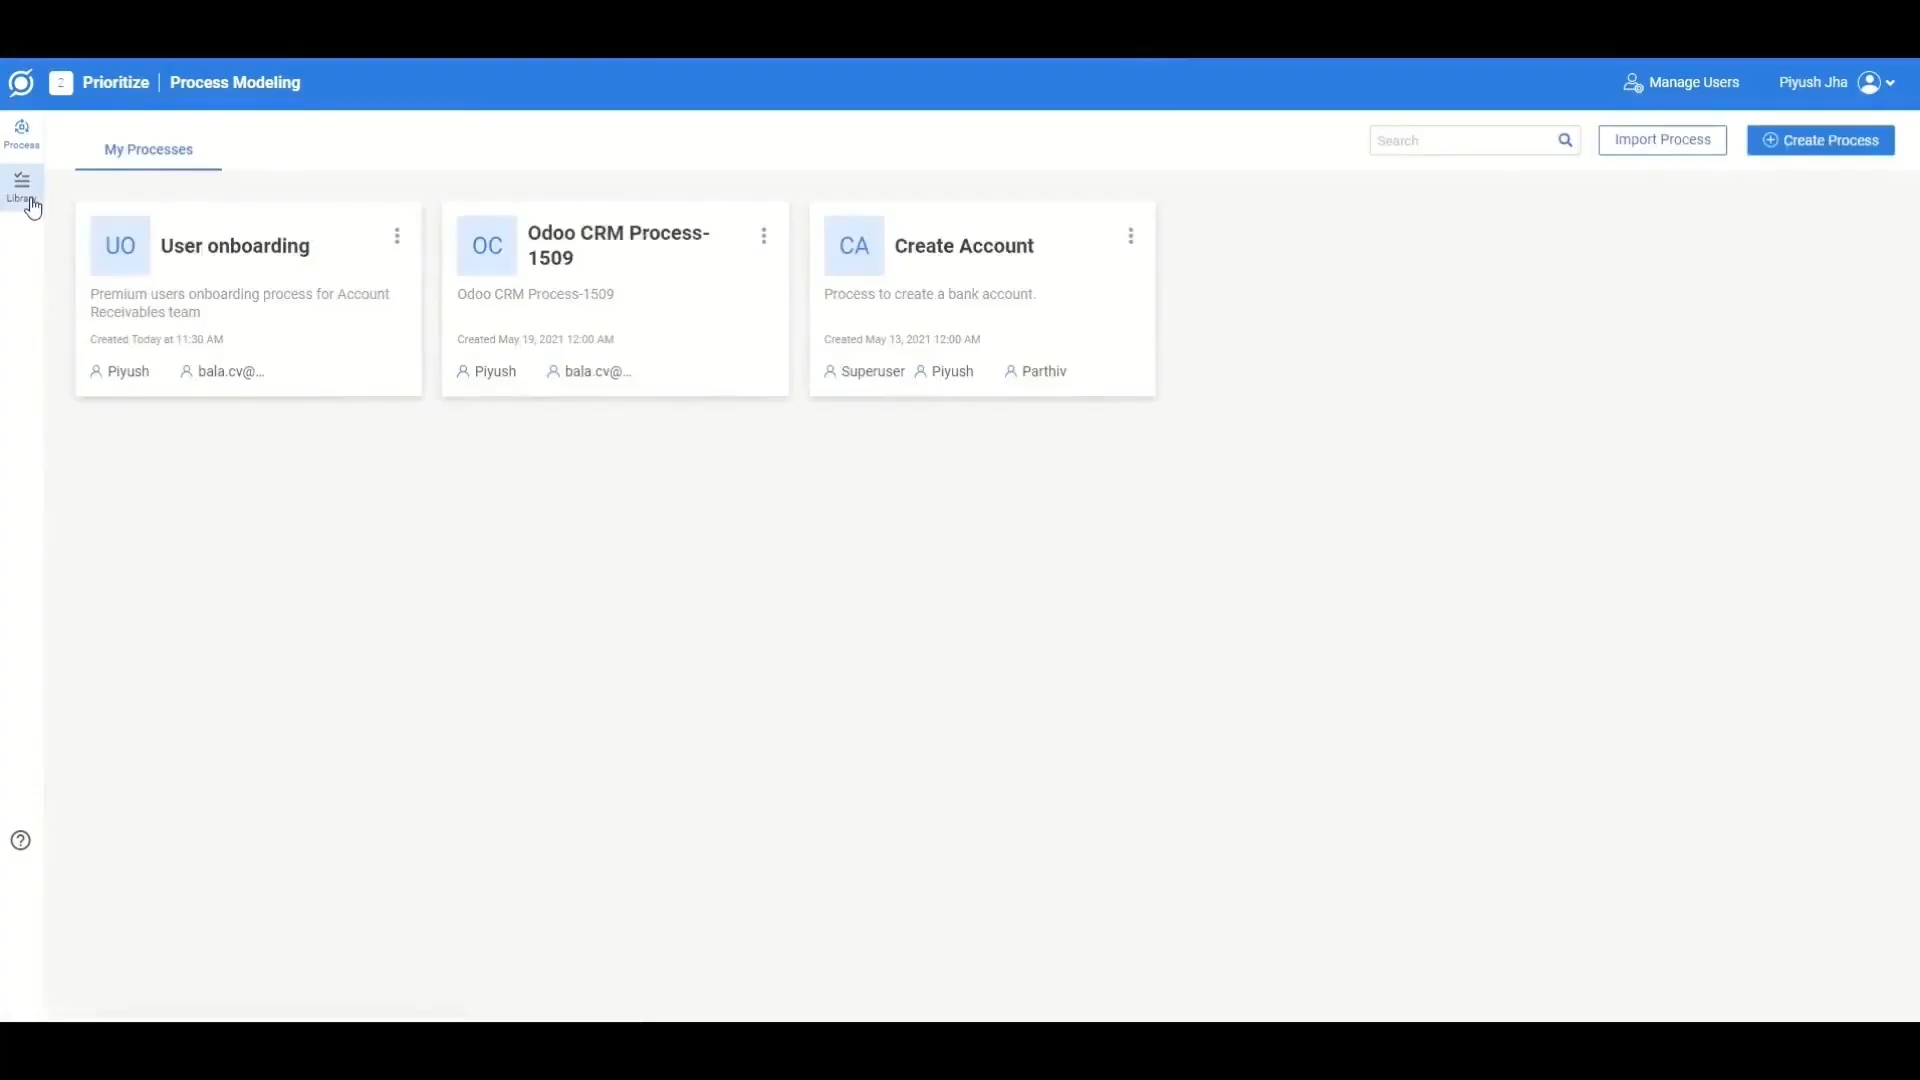 Prioritize | Process Modeling
Manage Users
Piyush Jha
Process
Library
My Processes
Search
Import Process
Create Process
UO
User onboarding
Premium users onboarding process for Account
Receivables team
Created Today at 11:30 AM
Piyush
bala.cv@...
OC
Odoo CRM Process-
1509
Odoo CRM Process-1509
Created May 19, 2021 12:00 AM
Piyush
bala.cv@...
CA
Create Account
Process to create a bank account.
Created May 13, 2021 12:00 AM
Superuser
Piyush
Parthiv